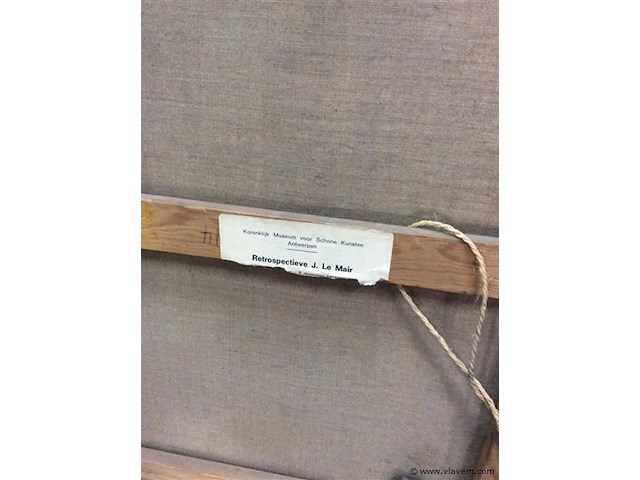 Koninklijk Museum voor Schone Kunsten
Antwerpen
Retrospectieve J. Le Mair
© www.vlavem.com